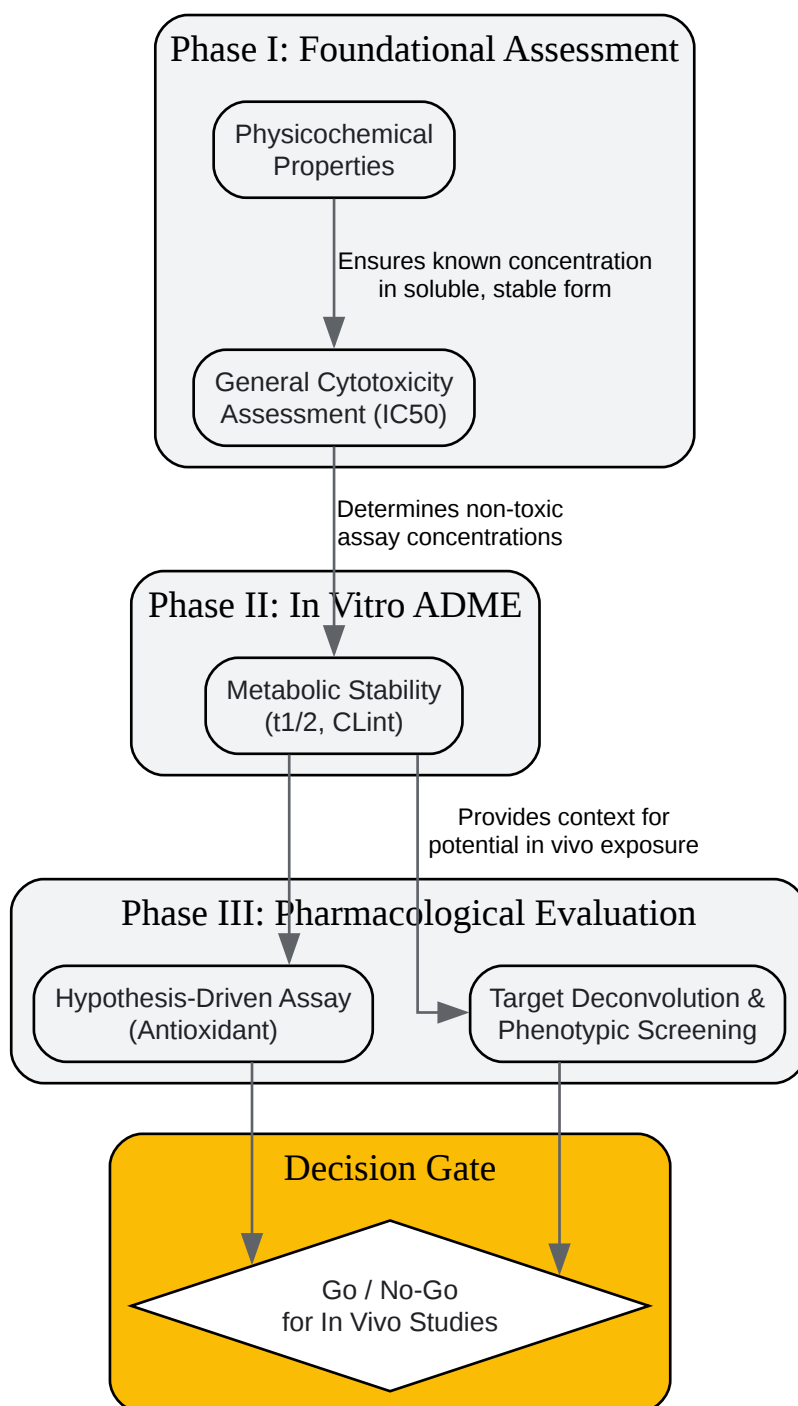 Phase I: Foundational Assessment
Physicochemical
Properties
Ensures known concentration
in soluble, stable form
General Cytotoxicity
Assessment (IC50)
Determines non-toxic
assay concentrations
Phase II: In Vitro ADME
Metabolic Stability
(t1/2, CLint)
Provides context for
potential in vivo exposure
Phase III: Pharmacological Evaluation
Hypothesis-Driven Assay
(Antioxidant)
Target Deconvolution &
Phenotypic Screening
Decision Gate
Go / No-Go
for In Vivo Studies